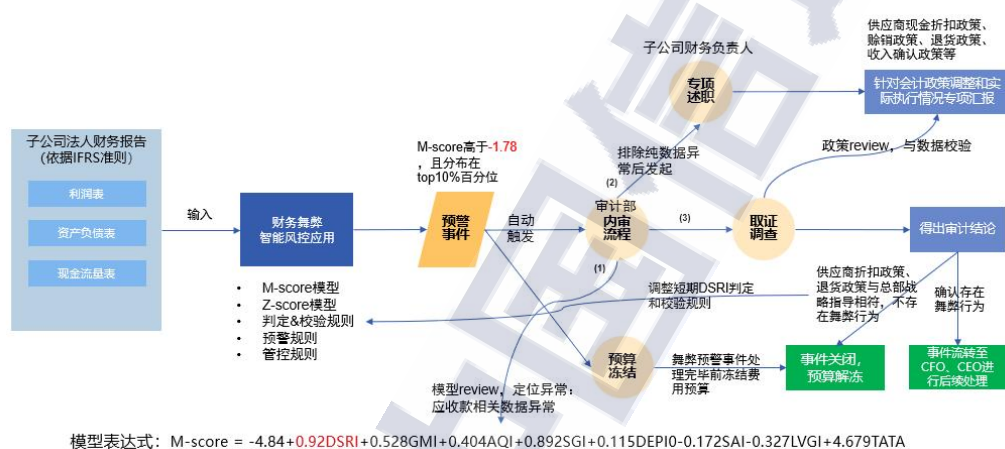 子公司法人财务报告
(依据IFRS准则)
利润表
资产负债表
现金流量表
输入
财务舞弊
智能风控应用
M-score模型
Z-score模型
判定&校验规则
预警规则
管控规则
M-score高于-1.78
，且分布在
top10%百分位
预警
事件
自动
触发
审计部
内审
流程
(1)
(2)
(3)
排除纯数据异
常后发起
子公司财务负责人
专项
述职
供应商现金折扣政策、
赊销政策、退货政策、
收入确认政策等
针对会计政策调整和实
际执行情况专项汇报
政策review，与数据校验
取证
调查
得出审计结论
调整短期DSRI判定
和校验规则
供应商折扣政策、
退货政策与总部战
略指导相符，不存
在舞弊行为
确认存在
舞弊行为
预算
冻结
舞弊预警事件处
理完毕前冻结费
用预算
事件关闭，
预算解冻
事件流转至
CFO、CEO进
行后续处理
模型review，定位异常：
应收款相关数据异常
模型表达式：M-score = -4.84+0.92DSRI+0.528GMI+0.404AQI+0.892SGI+0.115DEPI0-0.172SAI-0.327LVGI+4.679TATA